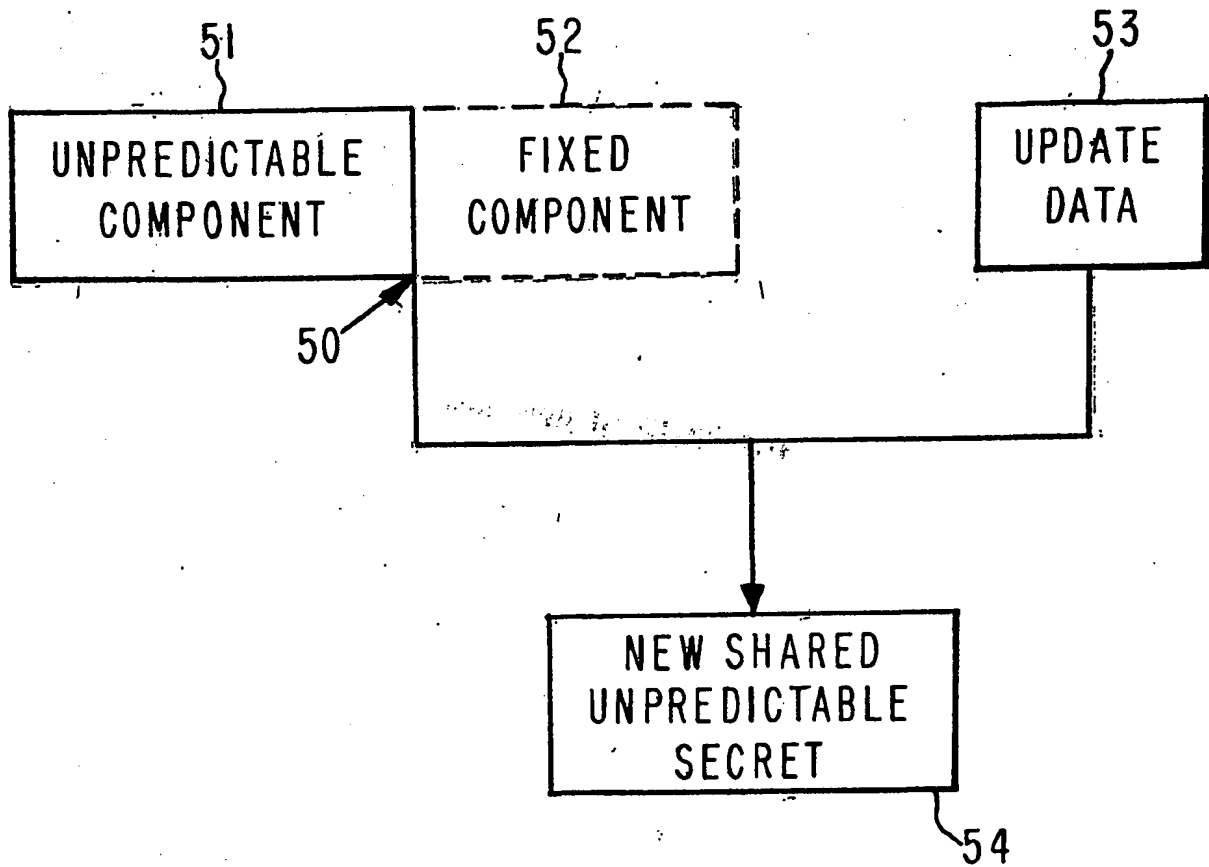 51
52
53
UNPREDICTABLE
COMPONENT
FIXED
COMPONENT
UPDATE
DATA
50
NEW SHARED
UNPREDICTABLE
SECRET
54